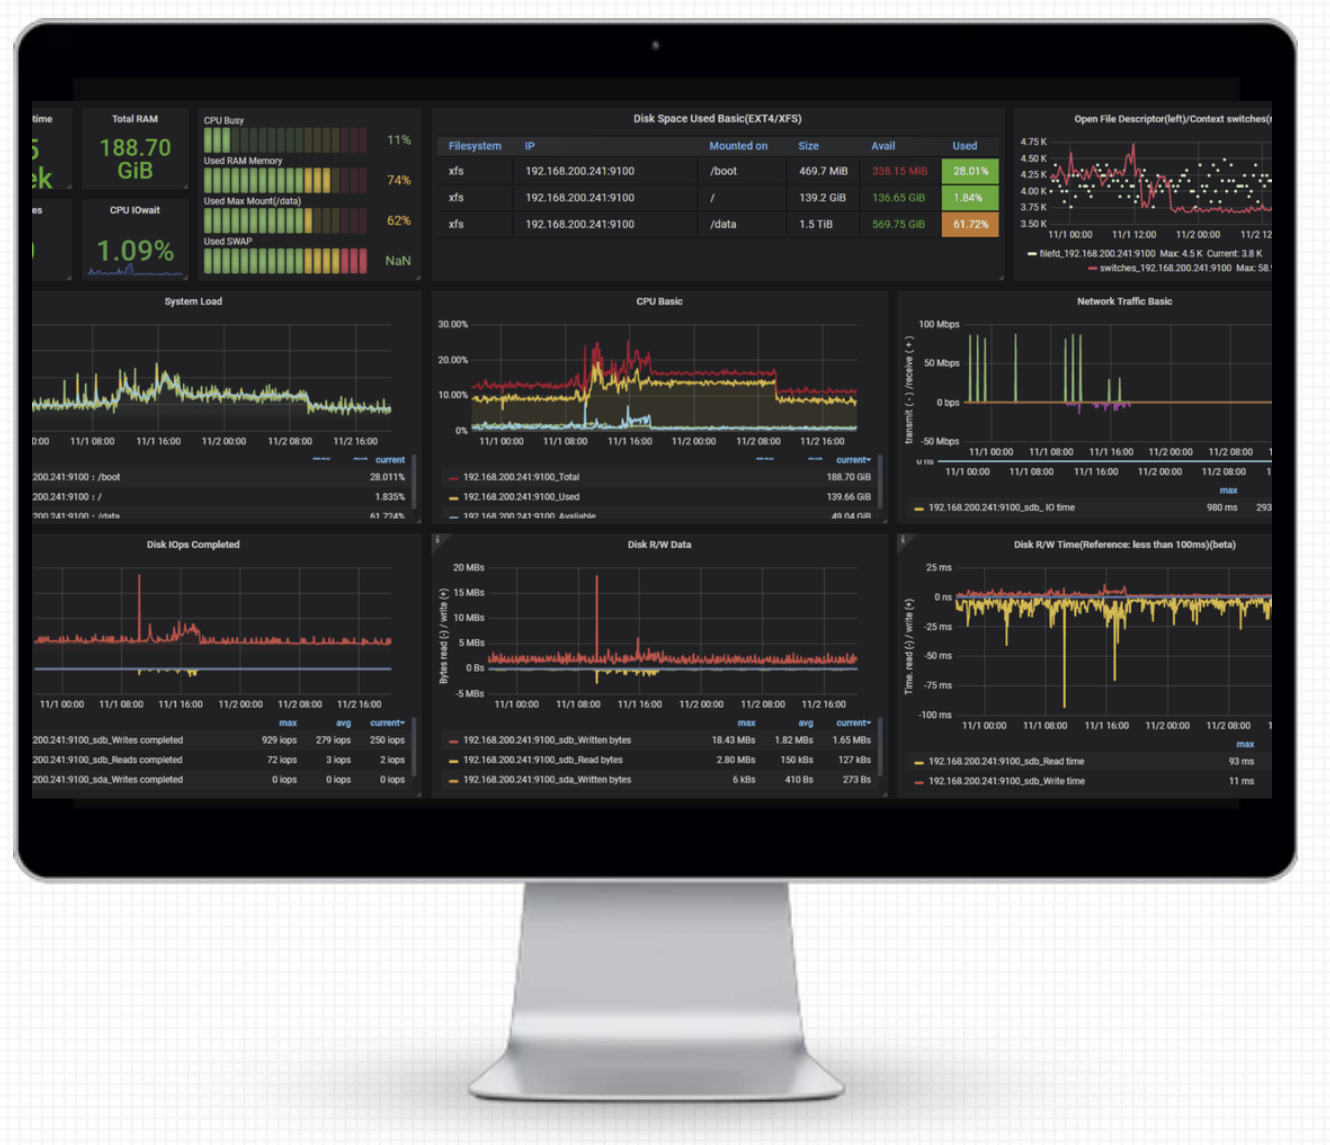 time
Total RAM
188.70
GiB
CPU IOwait
1.09%
CPU Busy
11%
Used RAM Memory
74%
Used Max Mount(/data)
62%
Used SWAP
NaN
Disk Space Used Basic(EXT4/XFS)
Filesystem IP Mounted on Size Avail Used
xfs 192.168.200.241:9100 /boot 469.7 MiB 338.15 MiB 28.01%
xfs 192.168.200.241:9100 / 139.2 GiB 136.65 GiB 1.84%
xfs 192.168.200.241:9100 /data 1.5 TiB 569.75 GiB 61.72%
Open File Descriptor(left)/Context switches(r
4.75 K
4.50 K
4.25 K
4.00 K
3.75 K
3.50 K
11/1 00:00 11/1 12:00 11/2 00:00 11/2 12
filefd_192.168.200.241:9100 Max: 4.5 K Current: 3.8 K
switches_192.168.200.241:9100 Max: 58.
System Load
0:00 11/1 08:00 11/1 16:00 11/2 00:00 11/2 08:00 11/2 16:00
current
200.241:9100 : /boot 28.011%
00.241:9100 : / 1.835%
200.241:9100 : /data 61.724%
CPU Basic
30.00%
20.00%
10.00%
0%
11/1 00:00 11/1 08:00 11/1 16:00 11/2 00:00 11/2 08:00 11/2 16:00
current
192.168.200.241:9100_Total 188.70 GiB
192.168.200.241:9100_Used 139.66 GiB
192.168.200.241:9100_Avaliable 49.04 GiB
Network Traffic Basic
transmit ( - ) /receive ( + )
100 Mbps
50 Mbps
0 bps
-50 Mbps
11/1 00:00 11/1 08:00 11/1 16:00 11/2 00:00 11/2 08:00
0 ns
11/1 00:00 11/1 08:00 11/1 16:00 11/2 00:00 11/2 08:00 1
max
192.168.200.241:9100_sdb_ IO time 980 ms 293
Disk IOps Completed
11/1 00:00 11/1 08:00 11/1 16:00 11/2 00:00 11/2 08:00 11/2 16:00
max avg current
200.241:9100_sdb_Writes completed 929 iops 279 iops 250 iops
200.241:9100_sdb_Reads completed 72 iops 3 iops 2 iops
200.241:9100_sda_Writes completed 0 iops 0 iops 0 iops
Disk R/W Data
Bytes read (-) / write (+)
20 MBs
15 MBs
10 MBs
5 MBs
0 Bs
-5 MBs
11/1 00:00 11/1 08:00 11/1 16:00 11/2 00:00 11/2 08:00 11/2 16:00
max avg current
192.168.200.241:9100_sdb_Written bytes 18.43 MBs 1.82 MBs 1.65 MBs
192.168.200.241:9100_sdb_Read bytes 2.80 MBs 150 kBs 127 kBs
192.168.200.241:9100_sda_Written bytes 6 kBs 410 Bs 273 Bs
Disk R/W Time(Reference: less than 100ms)(beta)
Time. read (-) / write (+)
25 ms
0 ns
-25 ms
-50 ms
-75 ms
-100 ms
11/1 00:00 11/1 08:00 11/1 16:00 11/2 00:00 11/2 08:00 1
max
192.168.200.241:9100_sdb_Read time 93 ms
192.168.200.241:9100_sdb_Write time 11 ms